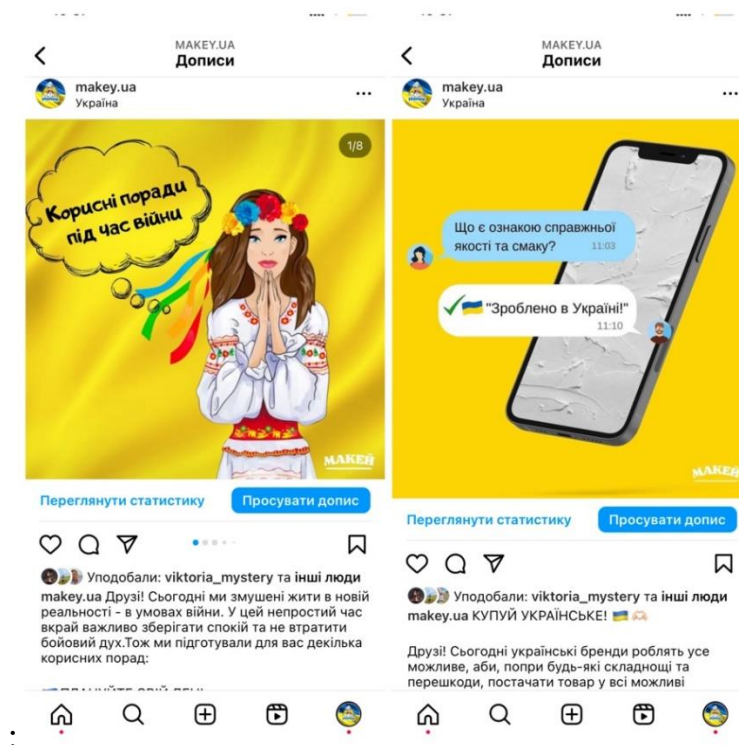 MAKEY.UA
Дописи
makey.ua
Україна
1/8
Корисні поради
під час війни
МАКЕЙ
Переглянути статистику
Просувати допис
Уподобали: viktoria_mystery та інші люди
makey.ua Друзі! Сьогодні ми змушені жити в новій
реальності - в умовах війни. У цей непростий час
вкрай важливо зберігати спокій та не втратити
бойовий дух.Тож ми підготували для вас декілька
корисних порад:
MAKEY.UA
Дописи
makey.ua
Україна
Що є ознакою справжньої
якості та смаку?
11:03
"Зроблено в Україні!"
11:10
МАКЕЙ
Переглянути статистику
Просувати допис
Уподобали: viktoria_mystery та інші люди
makey.ua КУПУЙ УКРАЇНСЬКЕ!
Друзі! Сьогодні українські бренди роблять усе
можливе, аби, попри будь-які складнощі та
перешкоди, постачати товар у всі можливі